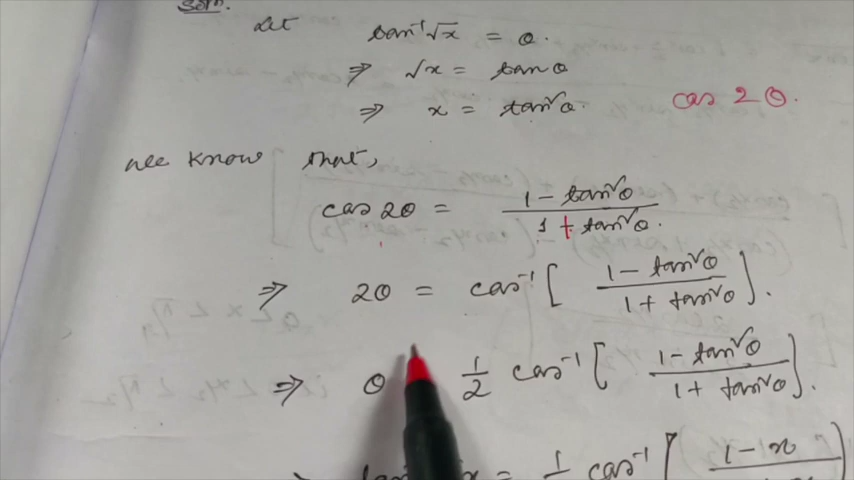 Soln.
Let tan⁻¹√x = θ.
⇒ √x = tanθ
⇒ x = tan²θ. cos 2θ.
We know that,
cos 2θ = (1 - tan²θ)/(1 + tan²θ).
⇒ 2θ = cos⁻¹[(1 - tan²θ)/(1 + tan²θ)].
⇒ θ 1/2 cos⁻¹[(1 - tan²θ)/(1 + tan²θ)].
x = 1/2 cos⁻¹[1 - x